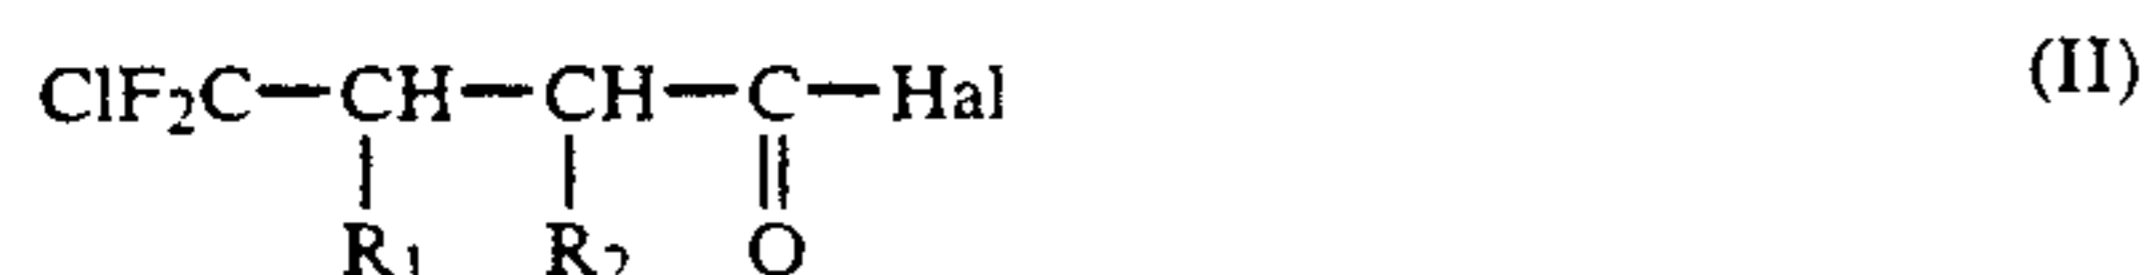 ClF₂C—CH—CH—C—Hal (II)
R₁ R₂ O